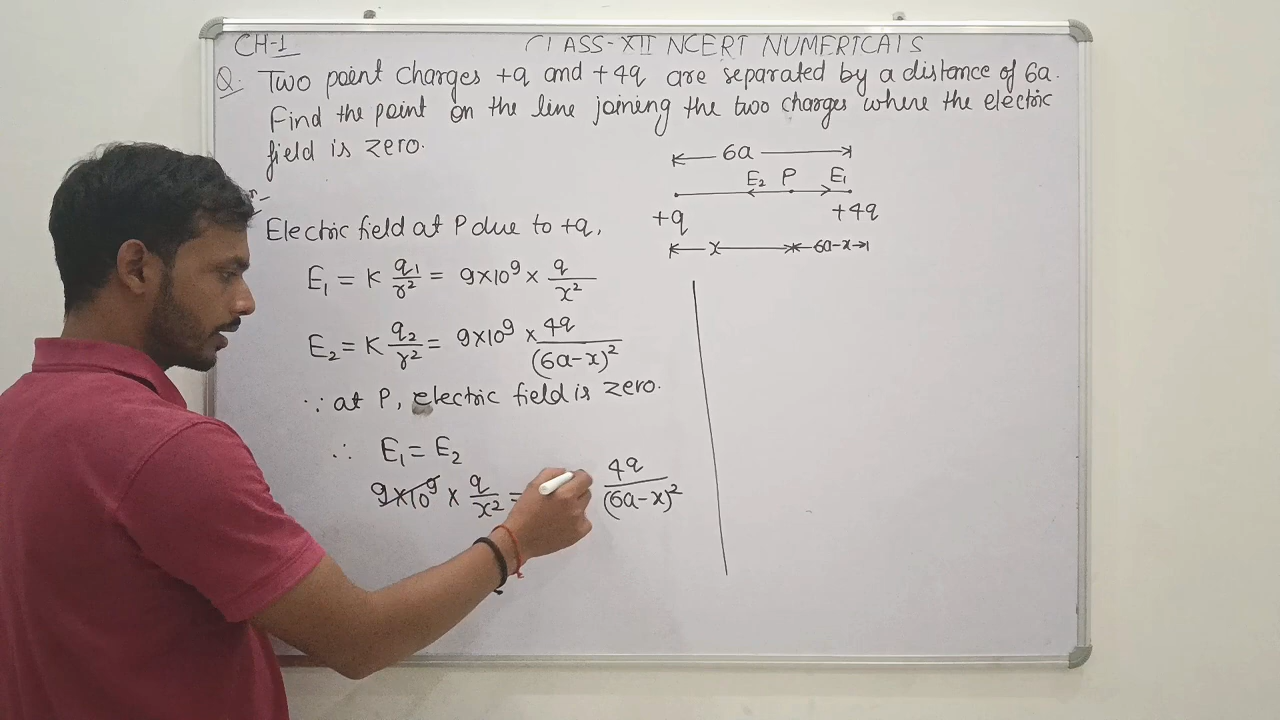 CH-1 CLASS-XII NCERT NUMERICALS
Q. Two point charges +q and +4q are separated by a distance of 6a.
Find the point on the line joining the two charges where the electric
field is zero.
6a
E₂ P E₁
+q +4q
x 6a-x
Electric field at P due to +q,
E₁ = K q₁/r² = 9×10⁹ × q/x²
E₂ = K q₂/r² = 9×10⁹ × 4q/(6a-x)²
∵ at P, electric field is zero.
∴ E₁ = E₂
9×10⁹ × q/x² = 4q/(6a-x)²